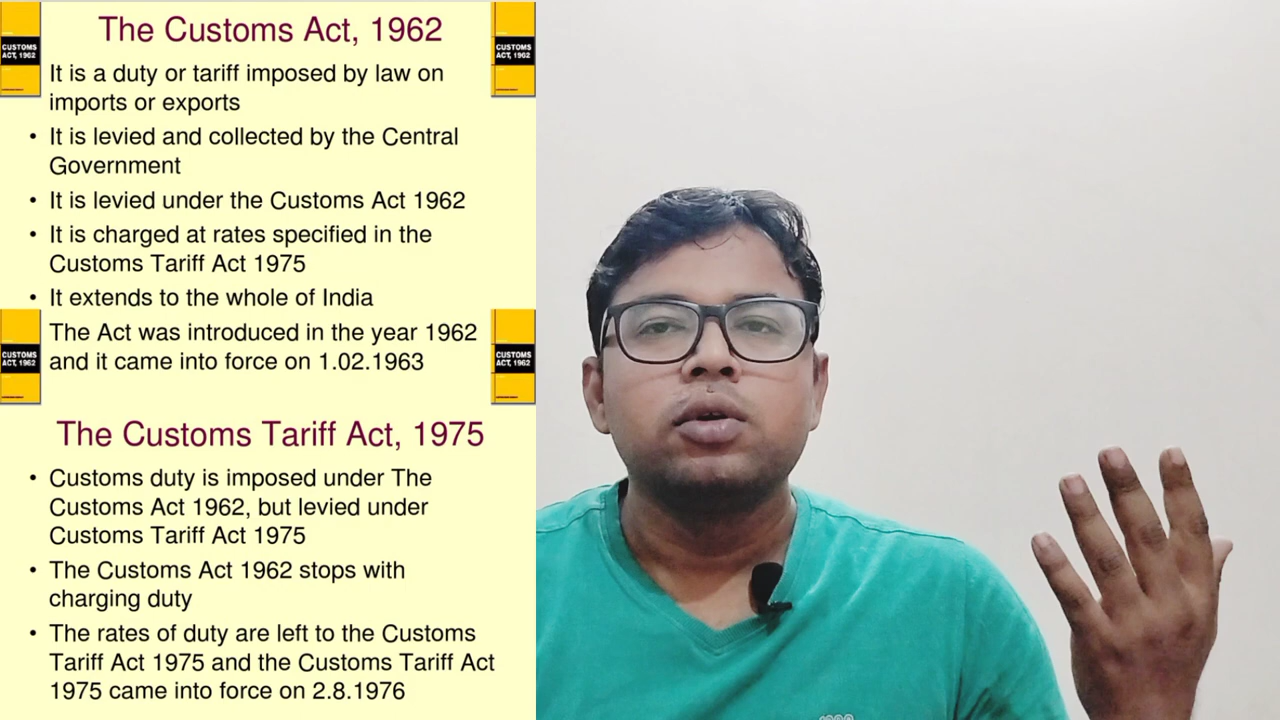 The Customs Act, 1962
CUSTOMS
ACT, 1962
CUSTOMS
ACT, 1962
It is a duty or tariff imposed by law on
imports or exports
• It is levied and collected by the Central
Government
• It is levied under the Customs Act 1962
• It is charged at rates specified in the
Customs Tariff Act 1975
• It extends to the whole of India
The Act was introduced in the year 1962
and it came into force on 1.02.1963
CUSTOMS
ACT, 1962
CUSTOMS
ACT, 1962
The Customs Tariff Act, 1975
• Customs duty is imposed under The
Customs Act 1962, but levied under
Customs Tariff Act 1975
• The Customs Act 1962 stops with
charging duty
• The rates of duty are left to the Customs
Tariff Act 1975 and the Customs Tariff Act
1975 came into force on 2.8.1976